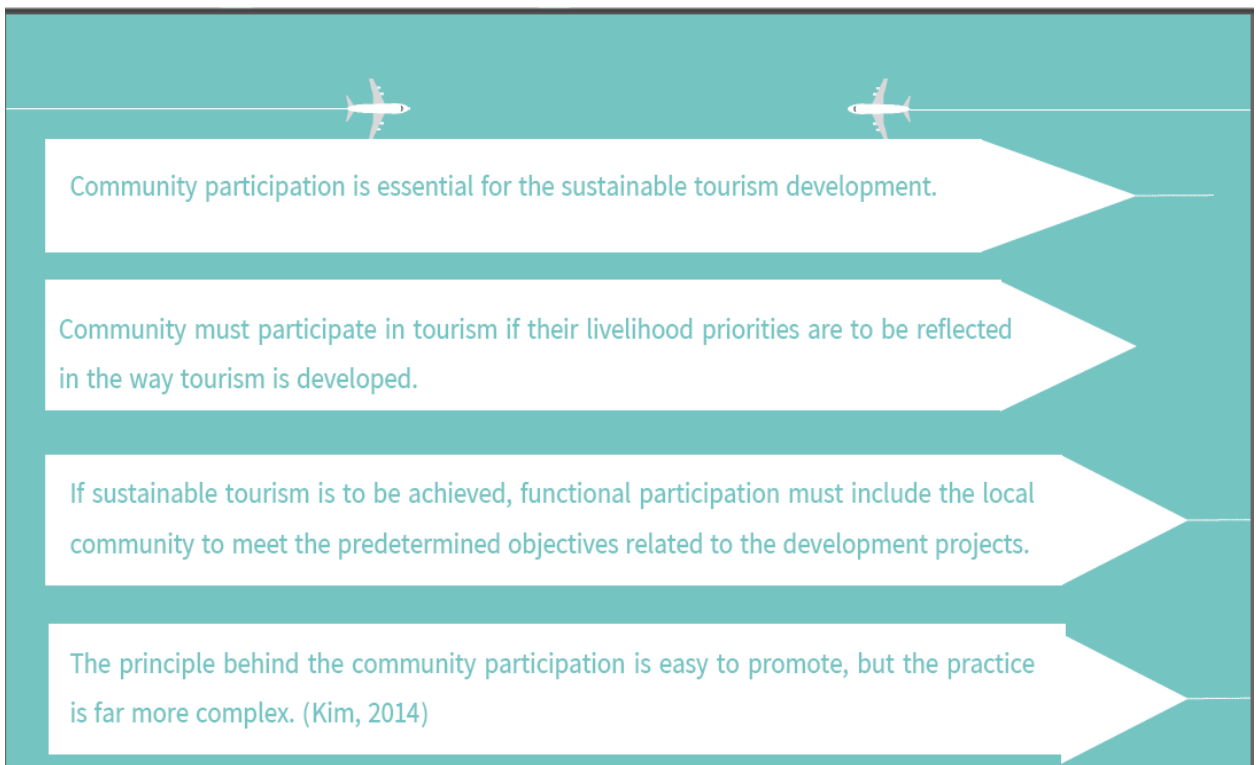 Community participation is essential for the sustainable tourism development.
Community must participate in tourism if their livelihood priorities are to be reflected
in the way tourism is developed.
If sustainable tourism is to be achieved, functional participation must include the local
community to meet the predetermined objectives related to the development projects.
The principle behind the community participation is easy to promote, but the practice
is far more complex. (Kim, 2014)